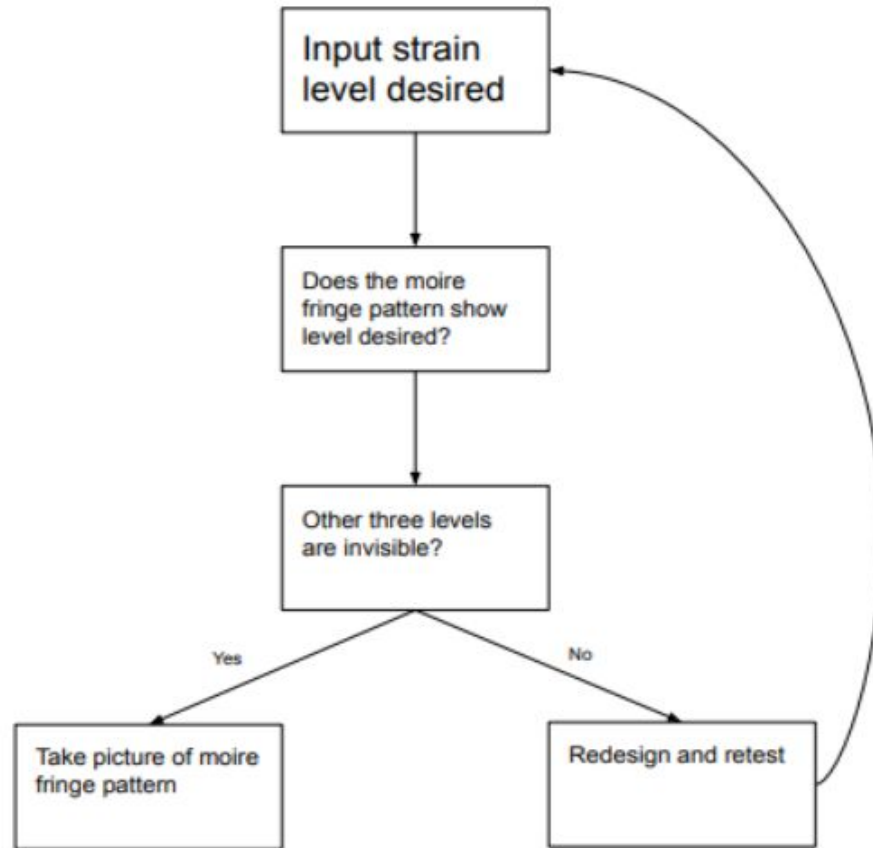 Input strain
level desired
Does the moire
fringe pattern show
level desired?
Other three levels
are invisible?
Yes
No
Take picture of moire
fringe pattern
Redesign and retest